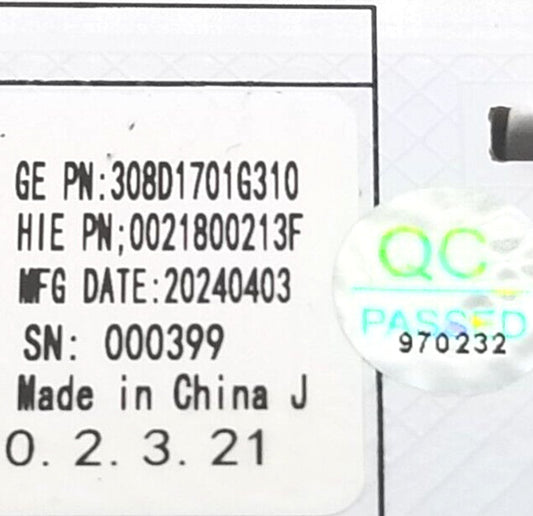 GE PN:308D1701G310
HIE PN;0021800213F
MFG DATE:20240403
SN: 000399
Made in China J
0. 2. 3. 21
QC
PASSED
970232